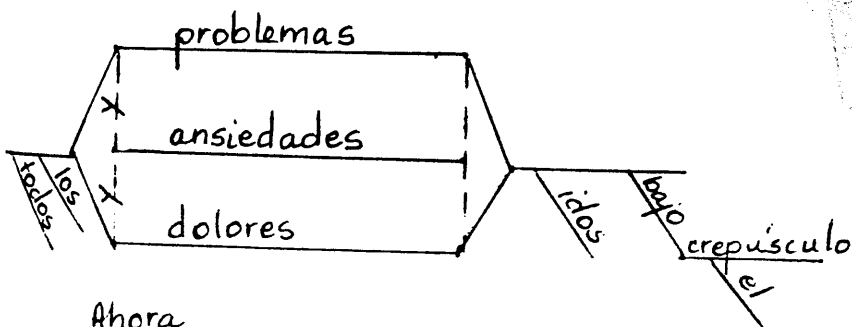 problemas
y
ansiedades
y
dolores
todos
los
idos
bajo
crepúsculo
el
Ahora